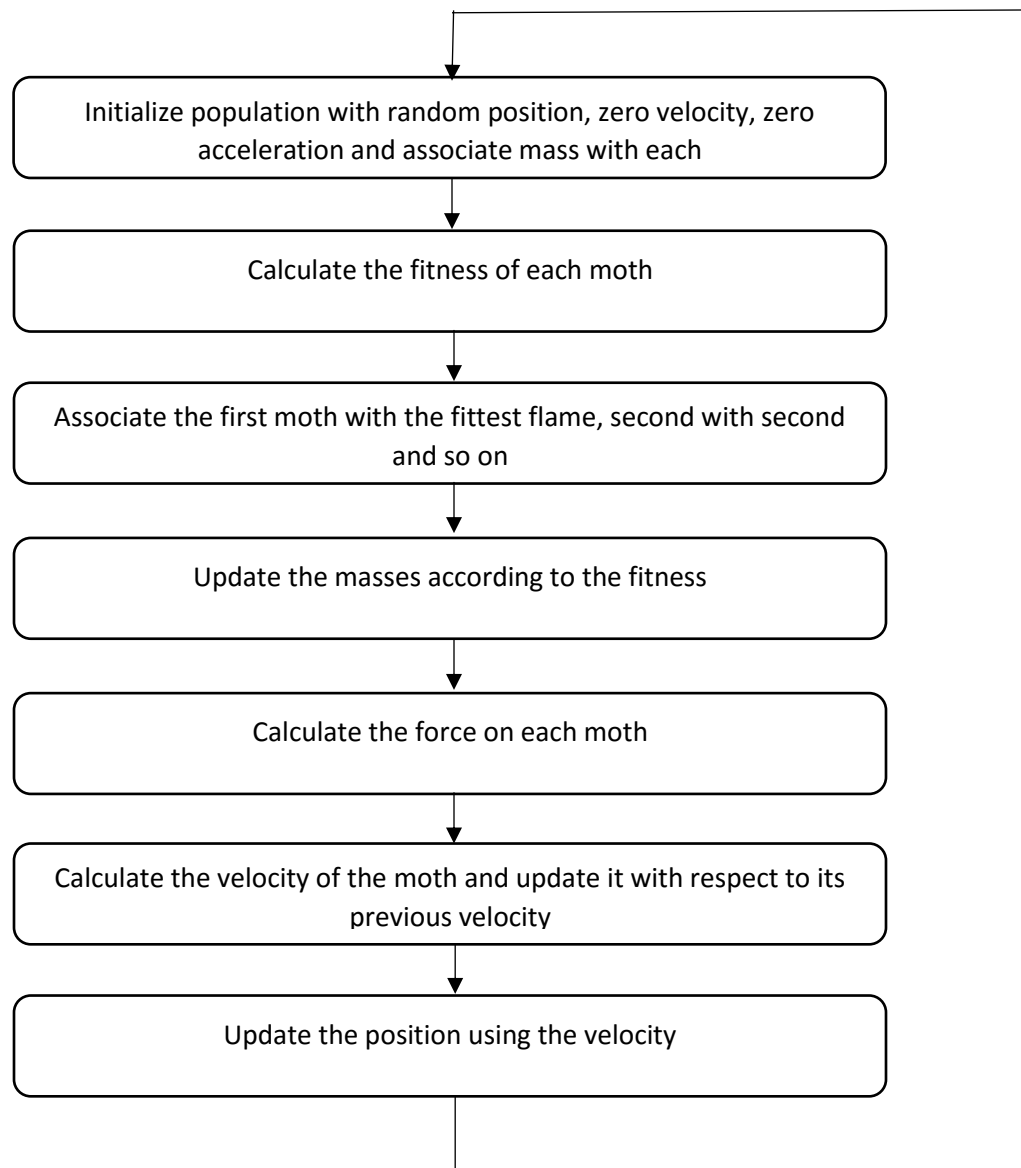 Initialize population with random position, zero velocity, zero
acceleration and associate mass with each
Calculate the fitness of each moth
Associate the first moth with the fittest flame, second with second
and so on
Update the masses according to the fitness
Calculate the force on each moth
Calculate the velocity of the moth and update it with respect to its
previous velocity
Update the position using the velocity